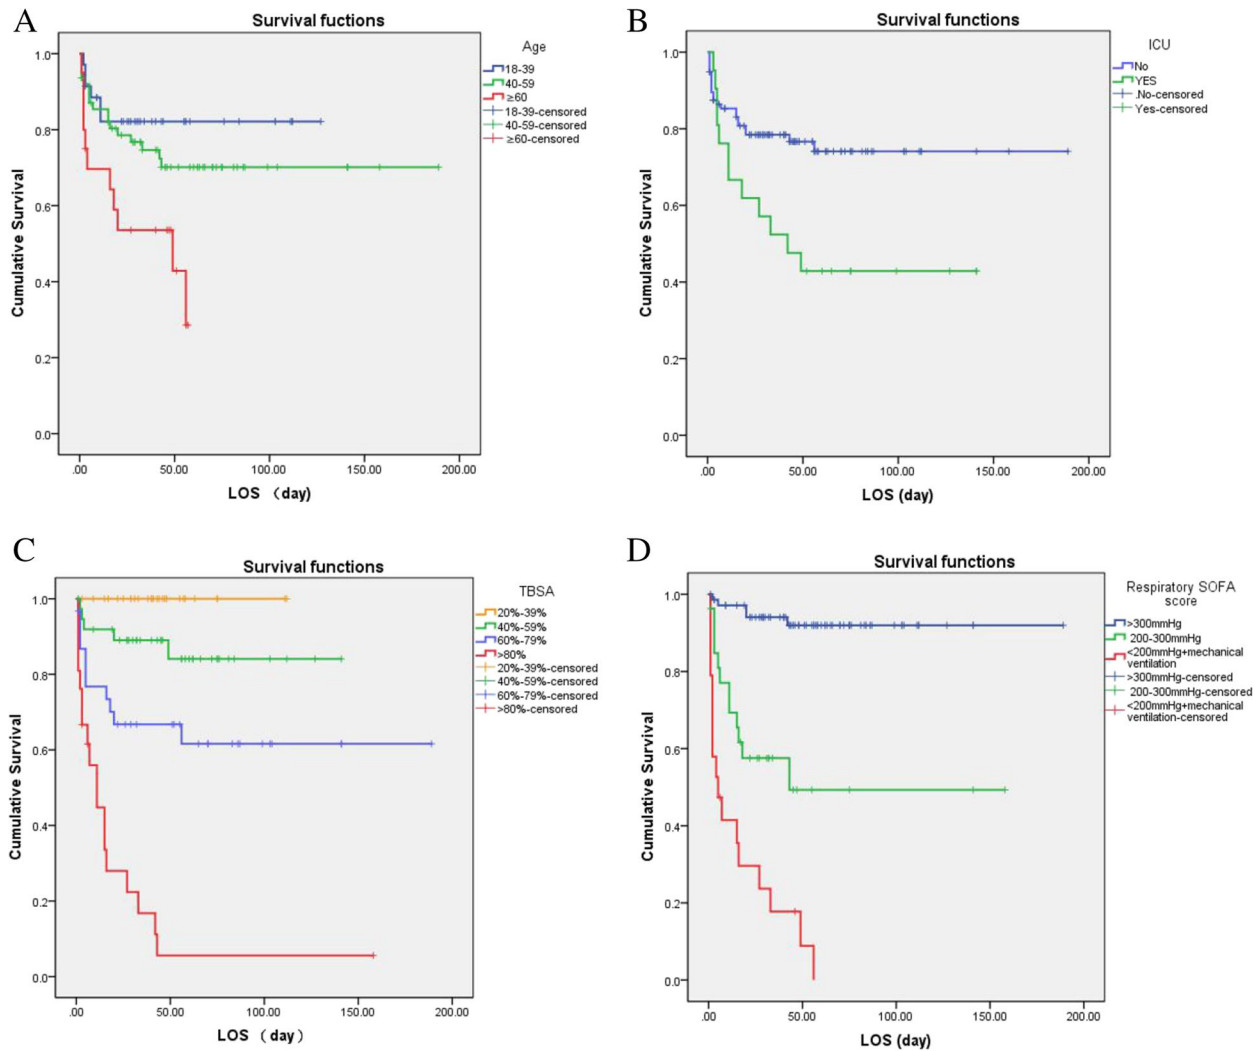 A
Survival fuctions
Age
18-39
40-59
≥60
18-39-censored
40-59-censored
≥60-censored
1.0
0.8
0.6
0.4
0.2
0.0
Cumulative Survival
.00
50.00
100.00
150.00
200.00
LOS （day)
B
Survival functions
ICU
No
YES
.No-censored
Yes-censored
1.0
0.8
0.6
0.4
0.2
0.0
Cumulative Survival
.00
50.00
100.00
150.00
200.00
LOS (day)
C
Survival functions
TBSA
20%-39%
40%-59%
60%-79%
>80%
20%-39%-censored
40%-59%-censored
60%-79%-censored
>80%-censored
1.0
0.8
0.6
0.4
0.2
0.0
Cumulative Survival
.00
50.00
100.00
150.00
200.00
LOS （day）
D
Survival functions
Respiratory SOFA
score
>300mmHg
200-300mmHg
<200mmHg+mechanical
ventilation
>300mmHg-censored
200-300mmHg-censored
<200mmHg+mechanical
ventilation-censored
1.0
0.8
0.6
0.4
0.2
0.0
Cumulative Survival
.00
50.00
100.00
150.00
200.00
LOS (day)